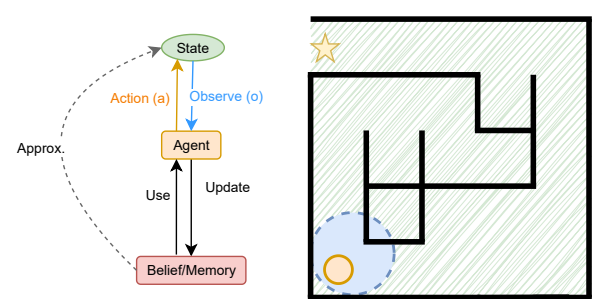 State
Action (a)
Observe (o)
Approx.
Agent
Use
Update
Belief/Memory